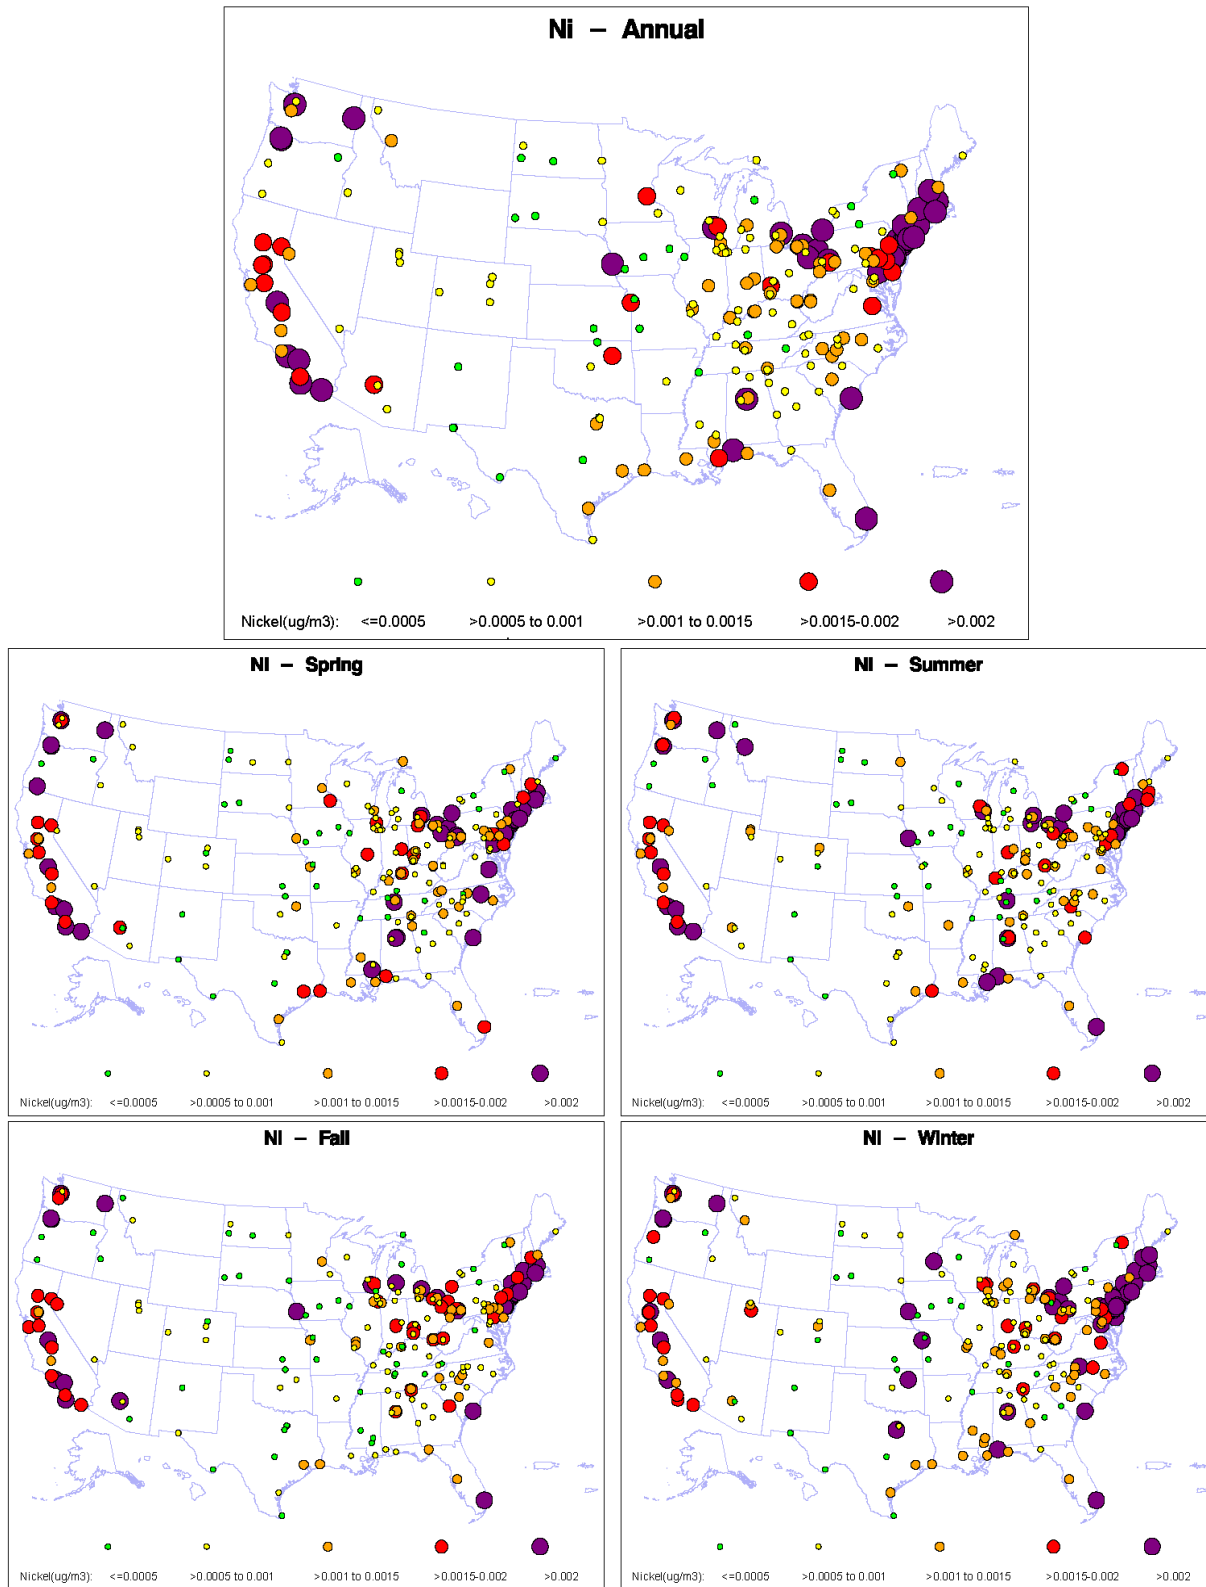 Ni – Annual
Nickel(ug/m3): <=0.0005 >0.0005 to 0.001 >0.001 to 0.0015 >0.0015-0.002 >0.002
Ni – Spring
Nickel(ug/m3): <=0.0005 >0.0005 to 0.001 >0.001 to 0.0015 >0.0015-0.002 >0.002
Ni – Summer
Nickel(ug/m3): <=0.0005 >0.0005 to 0.001 >0.001 to 0.0015 >0.0015-0.002 >0.002
Ni – Fall
Nickel(ug/m3): <=0.0005 >0.0005 to 0.001 >0.001 to 0.0015 >0.0015-0.002 >0.002
Ni – Winter
Nickel(ug/m3): <=0.0005 >0.0005 to 0.001 >0.001 to 0.0015 >0.0015-0.002 >0.002